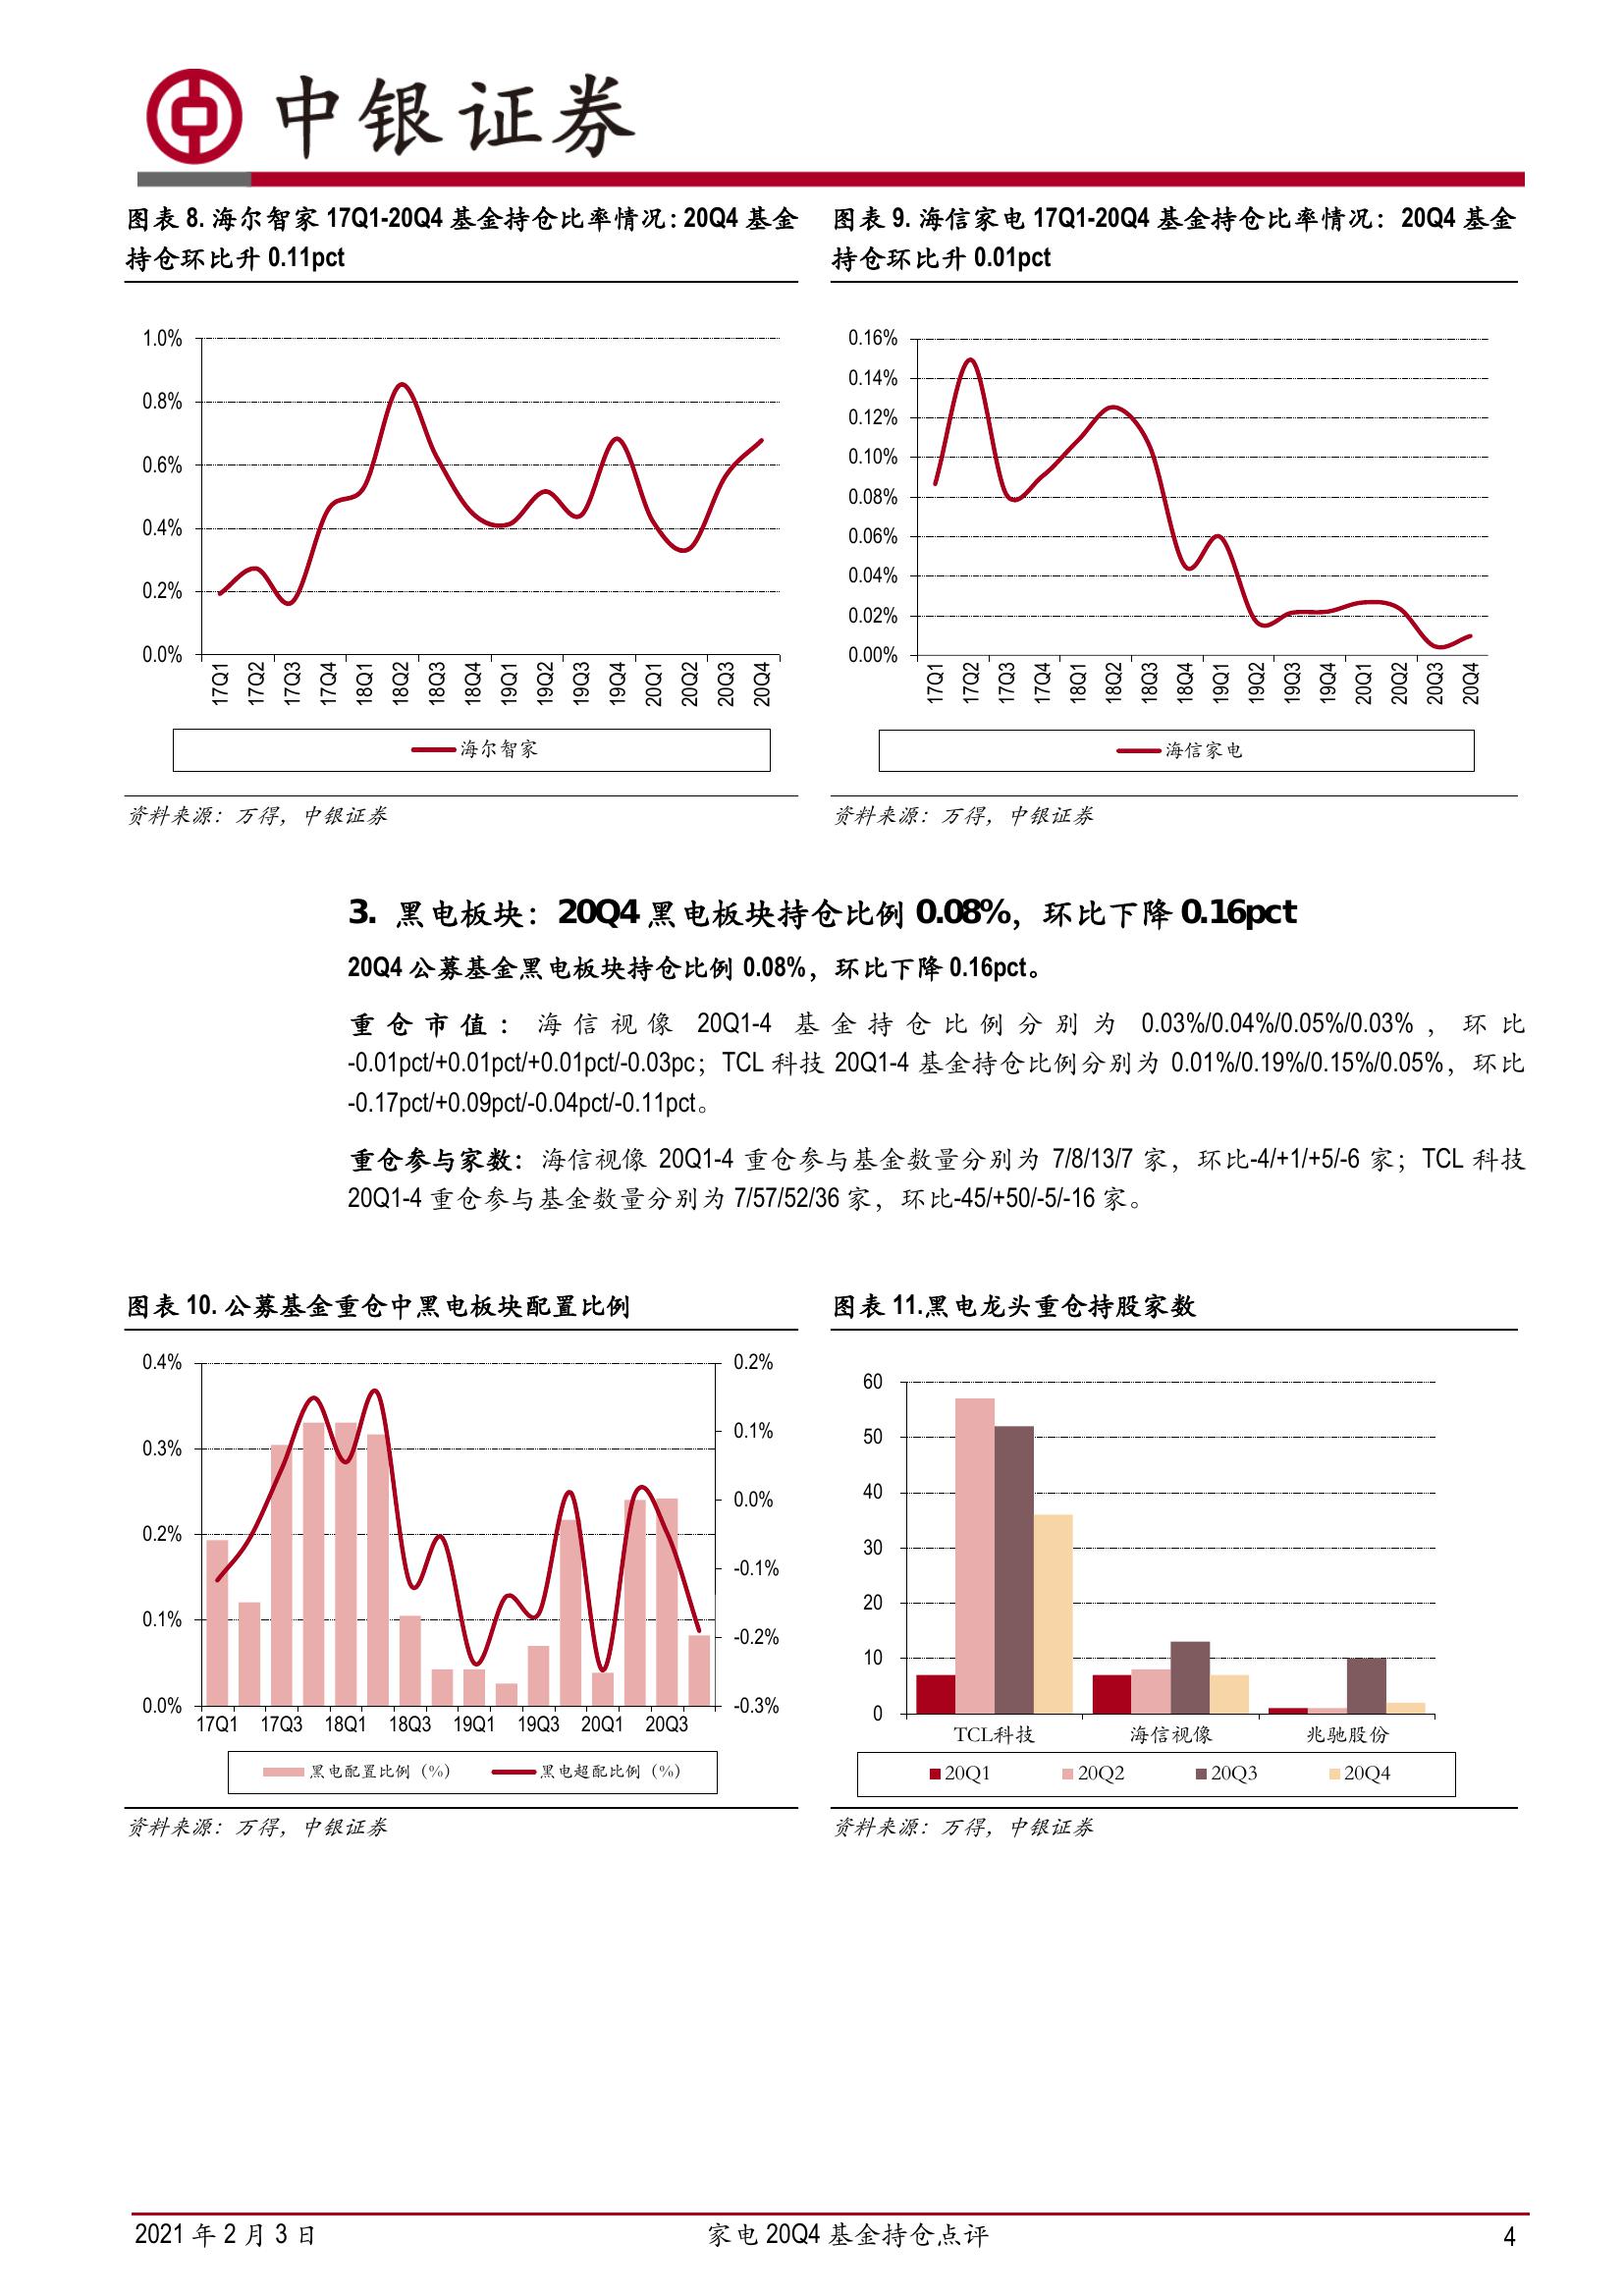 中银证券
图表 8. 海尔智家 17Q1-20Q4 基金持仓比率情况：20Q4 基金
持仓环比升 0.11pct
1.0%
0.8%
0.6%
0.4%
0.2%
0.0%
17Q1
17Q2
17Q3
17Q4
18Q1
18Q2
18Q3
18Q4
19Q1
19Q2
19Q3
19Q4
20Q1
20Q2
20Q3
20Q4
海尔智家
资料来源：万得，中银证券
图表 9. 海信家电 17Q1-20Q4 基金持仓比率情况：20Q4 基金
持仓环比升 0.01pct
0.16%
0.14%
0.12%
0.10%
0.08%
0.06%
0.04%
0.02%
0.00%
17Q1
17Q2
17Q3
17Q4
18Q1
18Q2
18Q3
18Q4
19Q1
19Q2
19Q3
19Q4
20Q1
20Q2
20Q3
20Q4
海信家电
资料来源：万得，中银证券
3. 黑电板块：20Q4 黑电板块持仓比例 0.08%，环比下降 0.16pct
20Q4 公募基金黑电板块持仓比例 0.08%，环比下降 0.16pct。
重仓市值：海信视像 20Q1-4 基金持仓比例分别为 0.03%/0.04%/0.05%/0.03%，环比
-0.01pct/+0.01pct/+0.01pct/-0.03pc；TCL 科技 20Q1-4 基金持仓比例分别为 0.01%/0.19%/0.15%/0.05%，环比
-0.17pct/+0.09pct/-0.04pct/-0.11pct。
重仓参与家数：海信视像 20Q1-4 重仓参与基金数量分别为 7/8/13/7 家，环比-4/+1/+5/-6 家；TCL 科技
20Q1-4 重仓参与基金数量分别为 7/57/52/36 家，环比-45/+50/-5/-16 家。
图表 10. 公募基金重仓中黑电板块配置比例
0.4%
0.3%
0.2%
0.1%
0.0%
0.2%
0.1%
0.0%
-0.1%
-0.2%
-0.3%
17Q1 17Q3 18Q1 18Q3 19Q1 19Q3 20Q1 20Q3
黑电配置比例（%） 黑电超配比例（%）
资料来源：万得，中银证券
图表 11.黑电龙头重仓持股家数
60
50
40
30
20
10
0
TCL科技 海信视像 兆驰股份
20Q1 20Q2 20Q3 20Q4
资料来源：万得，中银证券
2021 年 2 月 3 日 家电 20Q4 基金持仓点评 4